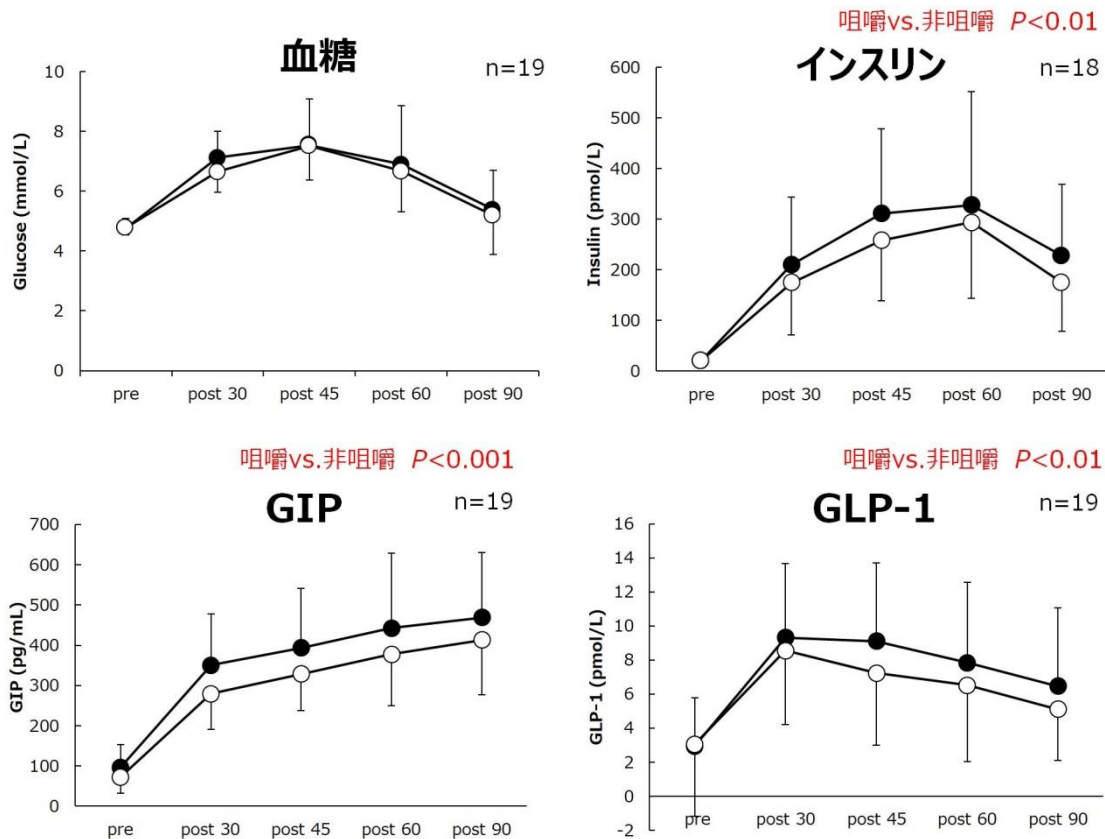 血糖
n=19
Glucose (mmol/L)
10
8
6
4
2
0
pre post 30 post 45 post 60 post 90
咀嚼vs.非咀嚼 P<0.01
インスリン
n=18
Insulin (pmol/L)
600
500
400
300
200
100
0
pre post 30 post 45 post 60 post 90
咀嚼vs.非咀嚼 P<0.001
GIP
n=19
GIP (pg/mL)
700
600
500
400
300
200
100
0
pre post 30 post 45 post 60 post 90
咀嚼vs.非咀嚼 P<0.01
GLP-1
n=19
GLP-1 (pmol/L)
16
14
12
10
8
6
4
2
0
-2
pre post 30 post 45 post 60 post 90